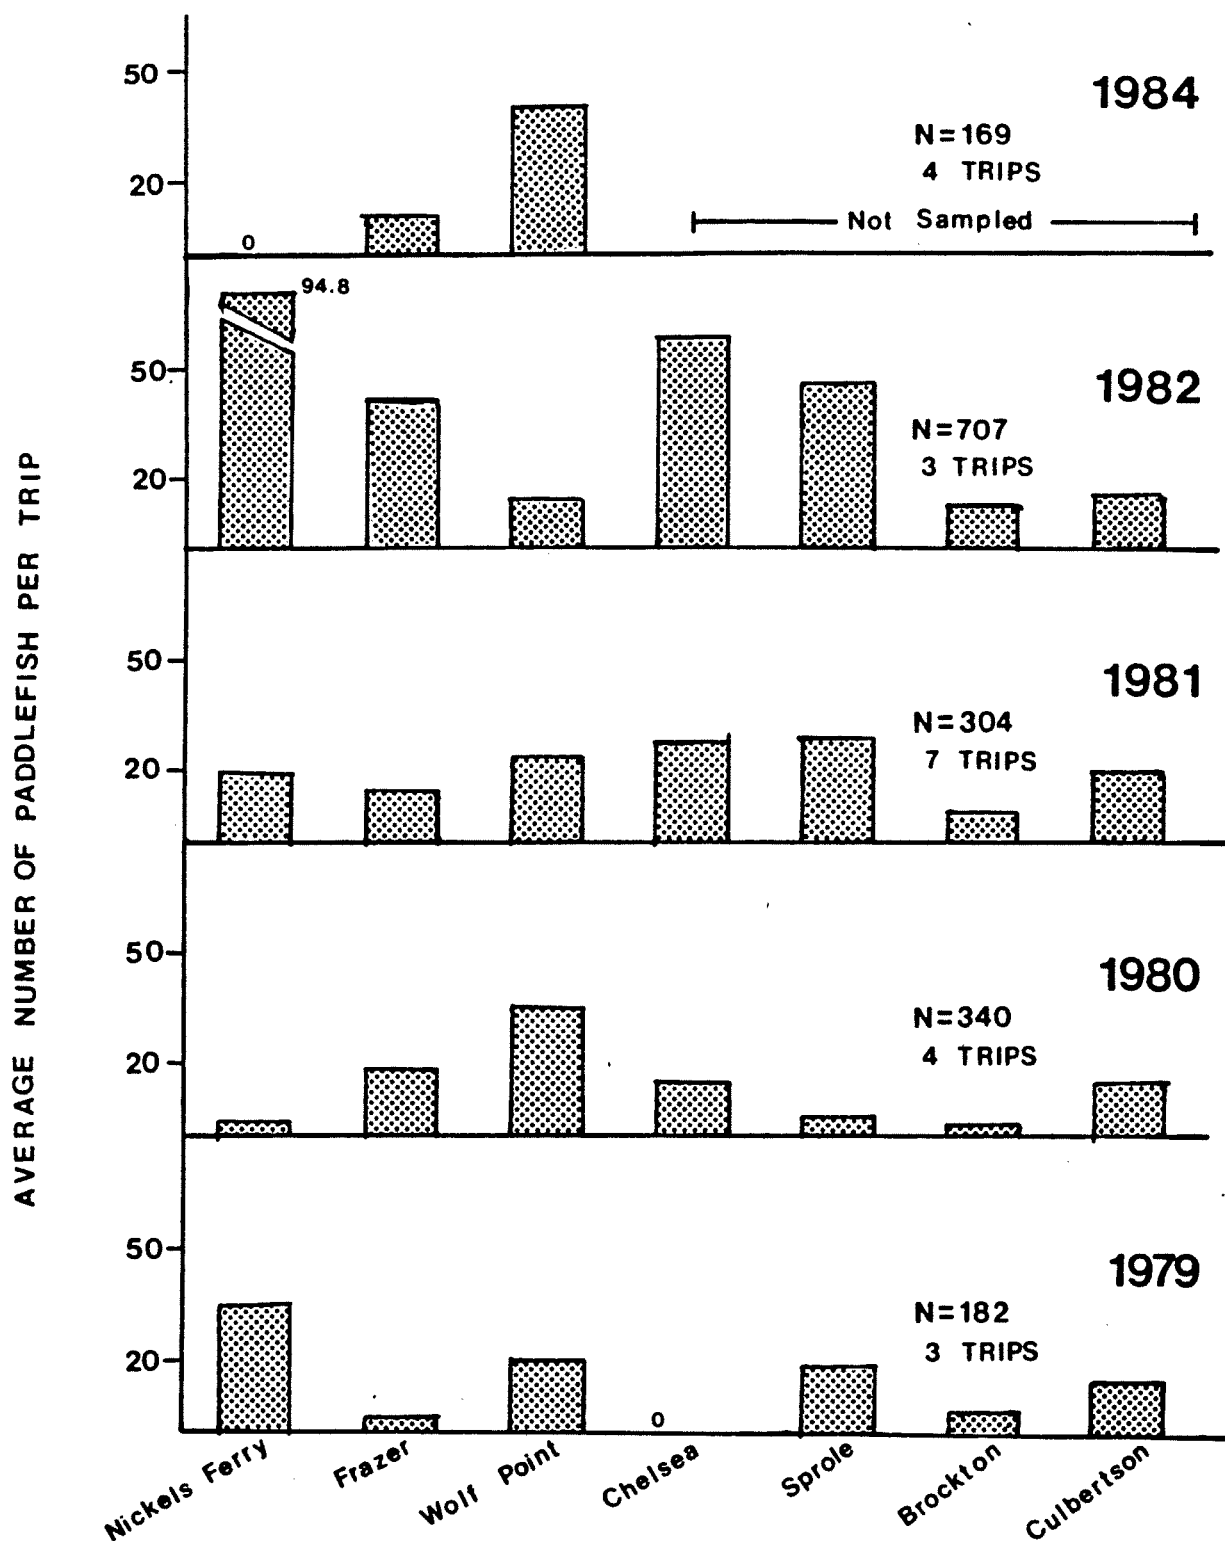 AVERAGE NUMBER OF PADDLEFISH PER TRIP
1984
50
N=169
4 TRIPS
20
Not Sampled
0
94.8
1982
50
N=707
3 TRIPS
20
1981
50
N=304
7 TRIPS
20
1980
50
N=340
4 TRIPS
20
1979
50
N=182
3 TRIPS
20
0
Nickels Ferry
Frazer
Wolf Point
Chelsea
Sprole
Brockton
Culbertson